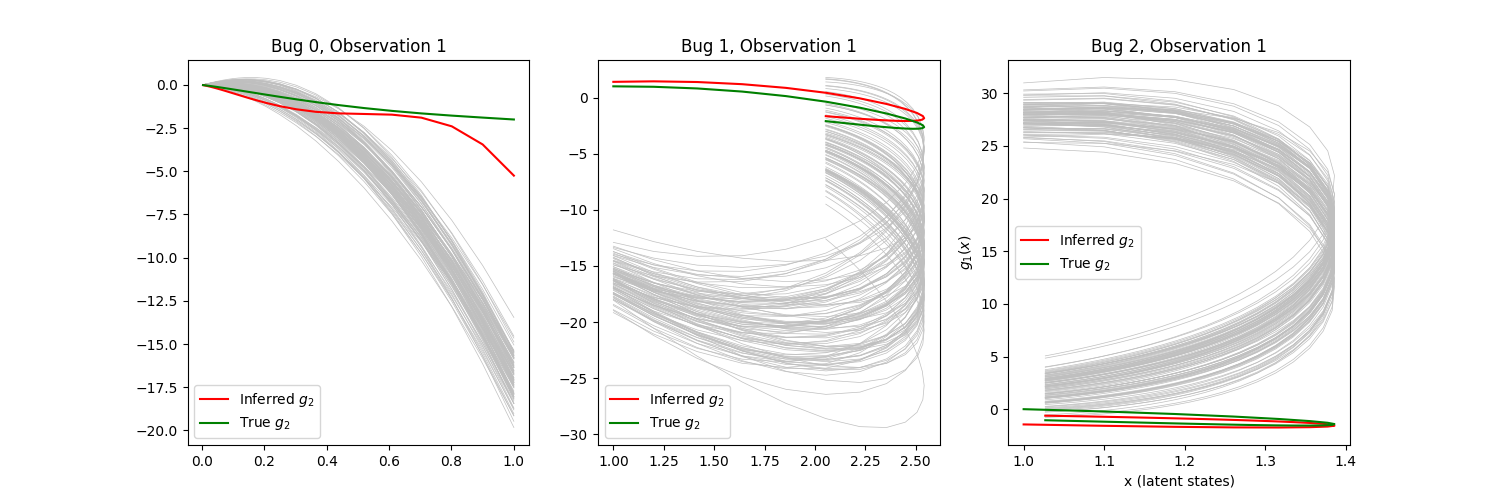 Bug 0, Observation 1
0.0
−2.5
−5.0
−7.5
−10.0
−12.5
−15.0
−17.5
−20.0
Inferred g₂
True g₂
0.0 0.2 0.4 0.6 0.8 1.0
Bug 1, Observation 1
0
−5
−10
−15
−20
−25
−30
Inferred g₂
True g₂
1.00 1.25 1.50 1.75 2.00 2.25 2.50
Bug 2, Observation 1
g₁(x)
30
25
20
15
10
5
0
Inferred g₂
True g₂
1.0 1.1 1.2 1.3 1.4
x (latent states)